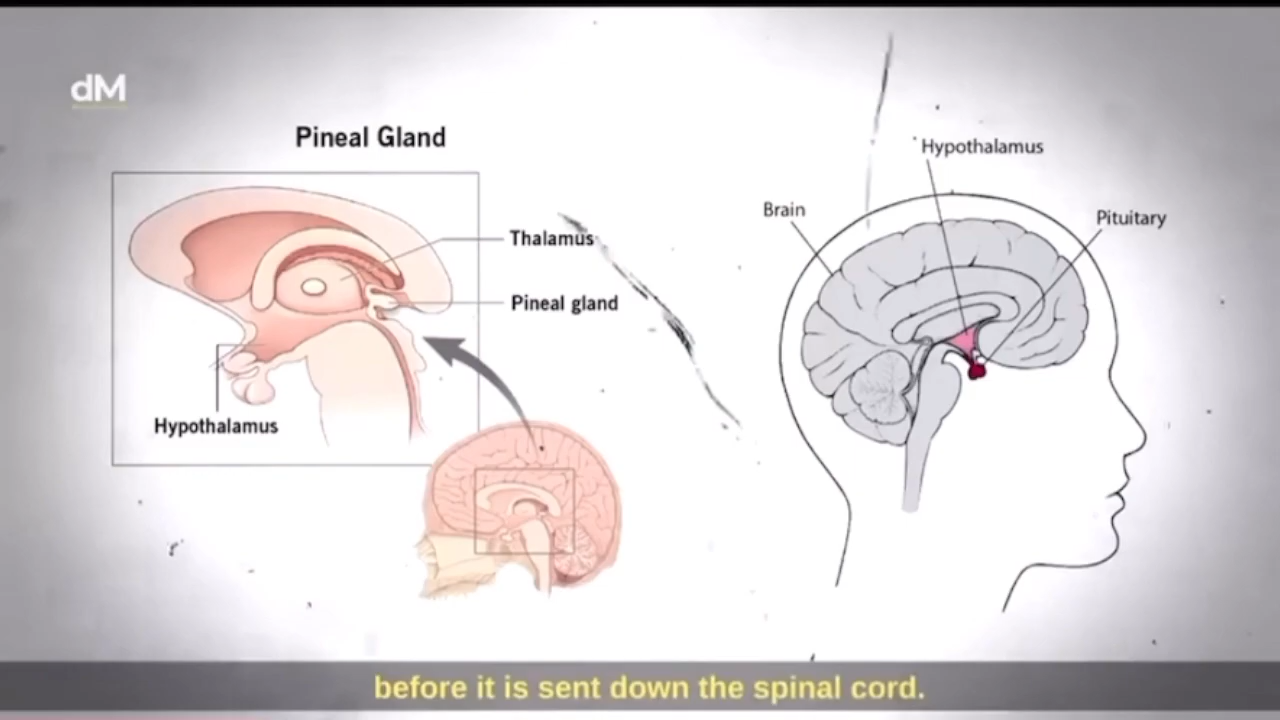 dM
Pineal Gland
Thalamus
Pineal gland
Hypothalamus
Hypothalamus
Brain
Pituitary
before it is sent down the spinal cord.